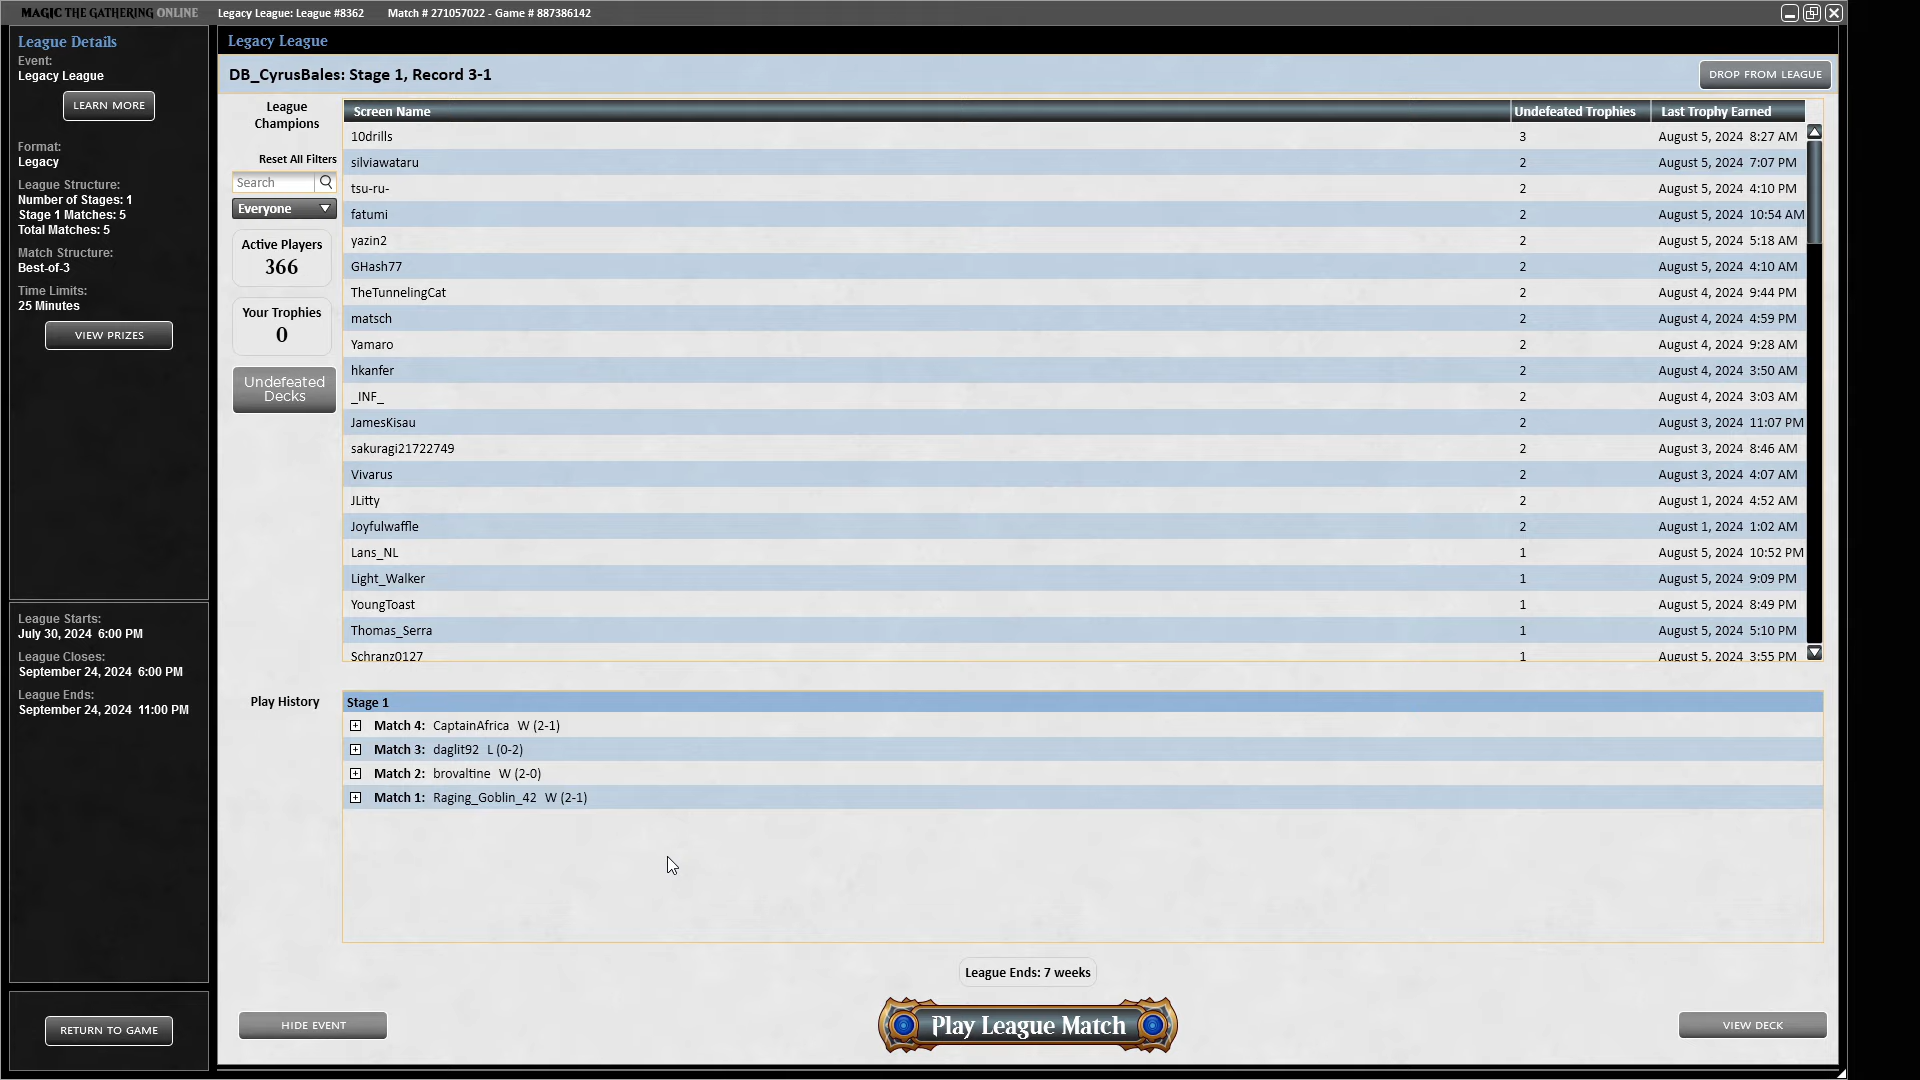 MAGIC THE GATHERING ONLINE Legacy League: League #8362 Match # 271057022 - Game # 887386142
League Details
Event:
Legacy League
LEARN MORE
Format:
Legacy
League Structure:
Number of Stages: 1
Stage 1 Matches: 5
Total Matches: 5
Match Structure:
Best-of-3
Time Limits:
25 Minutes
VIEW PRIZES
League Starts:
July 30, 2024 6:00 PM
League Closes:
September 24, 2024 6:00 PM
League Ends:
September 24, 2024 11:00 PM
RETURN TO GAME
Legacy League
DB_CyrusBales: Stage 1, Record 3-1
DROP FROM LEAGUE
League
Champions
Reset All Filters
Search
Everyone
Active Players
366
Your Trophies
0
Undefeated
Decks
Screen Name Undefeated Trophies Last Trophy Earned
10drills 3 August 5, 2024 8:27 AM
silviawataru 2 August 5, 2024 7:07 PM
tsu-ru- 2 August 5, 2024 4:10 PM
fatumi 2 August 5, 2024 10:54 AM
yazin2 2 August 5, 2024 5:18 AM
GHash77 2 August 5, 2024 4:10 AM
TheTunnelingCat 2 August 4, 2024 9:44 PM
matsch 2 August 4, 2024 4:59 PM
Yamaro 2 August 4, 2024 9:28 AM
hkanfer 2 August 4, 2024 3:50 AM
_INF_ 2 August 4, 2024 3:03 AM
JamesKisau 2 August 3, 2024 11:07 PM
sakuragi21722749 2 August 3, 2024 8:46 AM
Vivarus 2 August 3, 2024 4:07 AM
JLitty 2 August 1, 2024 4:52 AM
Joyfulwaffle 2 August 1, 2024 1:02 AM
Lans_NL 1 August 5, 2024 10:52 PM
Light_Walker 1 August 5, 2024 9:09 PM
YoungToast 1 August 5, 2024 8:49 PM
Thomas_Serra 1 August 5, 2024 5:10 PM
Schranz0127 1 August 5, 2024 3:55 PM
Play History
Stage 1
Match 4: CaptainAfrica W (2-1)
Match 3: daglit92 L (0-2)
Match 2: brovaltine W (2-0)
Match 1: Raging_Goblin_42 W (2-1)
League Ends: 7 weeks
HIDE EVENT
Play League Match
VIEW DECK